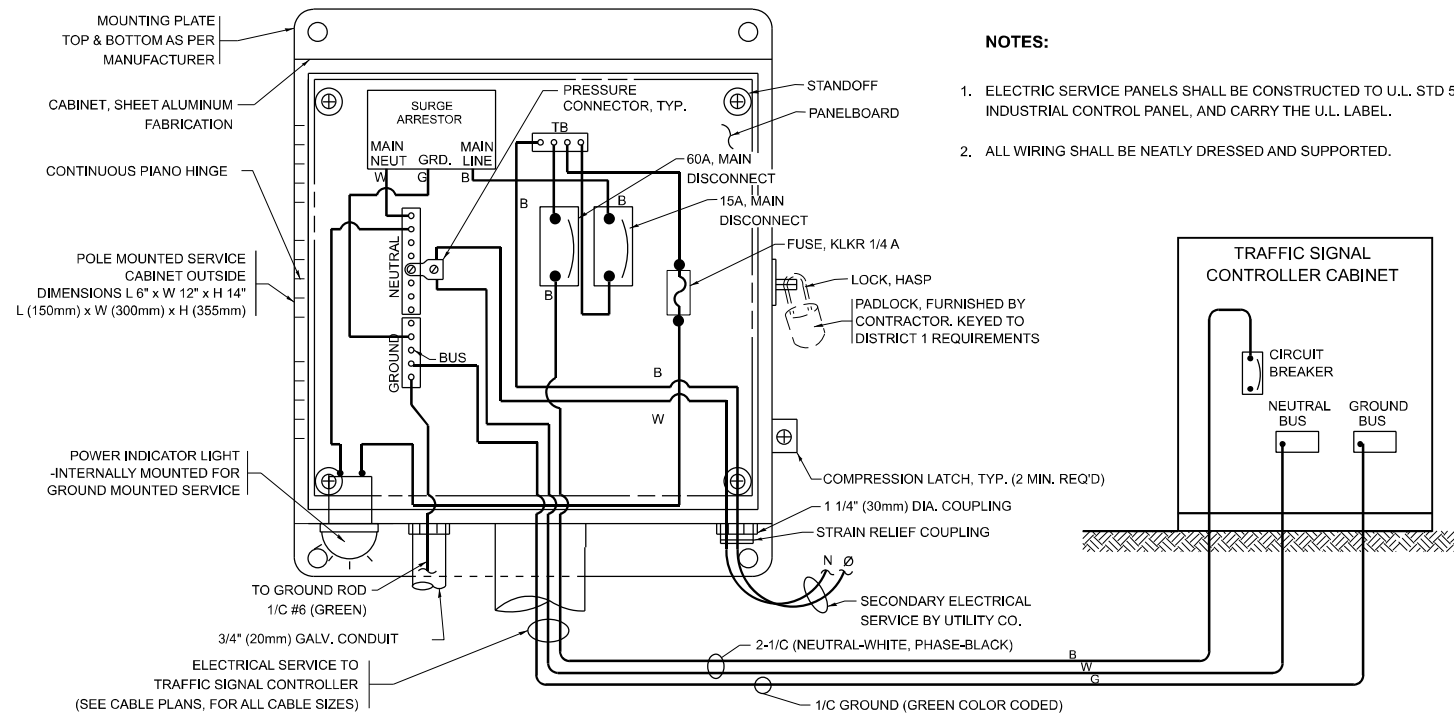 MOUNTING PLATE
TOP & BOTTOM AS PER
MANUFACTURER
CABINET, SHEET ALUMINUM
FABRICATION
CONTINUOUS PIANO HINGE
POLE MOUNTED SERVICE
CABINET OUTSIDE
DIMENSIONS L 6" x W 12" x H 14"
L (150mm) x W (300mm) x H (355mm)
POWER INDICATOR LIGHT
-INTERNALLY MOUNTED FOR
GROUND MOUNTED SERVICE
TO GROUND ROD
1/C #6 (GREEN)
3/4" (20mm) GALV. CONDUIT
ELECTRICAL SERVICE TO
TRAFFIC SIGNAL CONTROLLER
(SEE CABLE PLANS, FOR ALL CABLE SIZES)
SURGE
ARRESTOR
MAIN
NEUT
GRD.
MAIN
LINE
W
G
B
NEUTRAL
GROUND
BUS
PRESSURE
CONNECTOR, TYP.
TB
B
B
B
B
W
STANDOFF
PANELBOARD
60A, MAIN
DISCONNECT
15A, MAIN
DISCONNECT
FUSE, KLKR 1/4 A
LOCK, HASP
PADLOCK, FURNISHED BY
CONTRACTOR. KEYED TO
DISTRICT 1 REQUIREMENTS
COMPRESSION LATCH, TYP. (2 MIN. REQ'D)
1 1/4" (30mm) DIA. COUPLING
STRAIN RELIEF COUPLING
N Ø
SECONDARY ELECTRICAL
SERVICE BY UTILITY CO.
2-1/C (NEUTRAL-WHITE, PHASE-BLACK)
B
W
G
1/C GROUND (GREEN COLOR CODED)
NOTES:
1. ELECTRIC SERVICE PANELS SHALL BE CONSTRUCTED TO U.L. STD 5
INDUSTRIAL CONTROL PANEL, AND CARRY THE U.L. LABEL.
2. ALL WIRING SHALL BE NEATLY DRESSED AND SUPPORTED.
TRAFFIC SIGNAL
CONTROLLER CABINET
CIRCUIT
BREAKER
NEUTRAL
BUS
GROUND
BUS